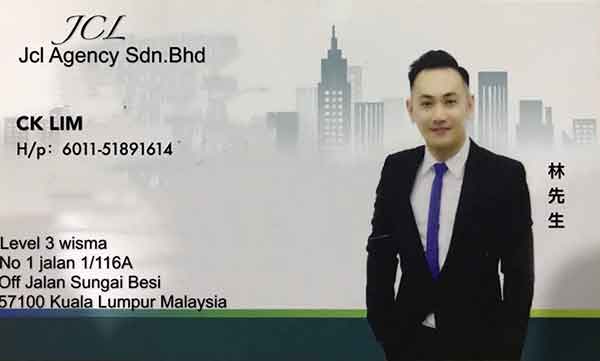 JCL
Jcl Agency Sdn.Bhd
CK LIM
H/p: 6011-51891614
林先生
Level 3 wisma
No 1 jalan 1/116A
Off Jalan Sungai Besi
57100 Kuala Lumpur Malaysia